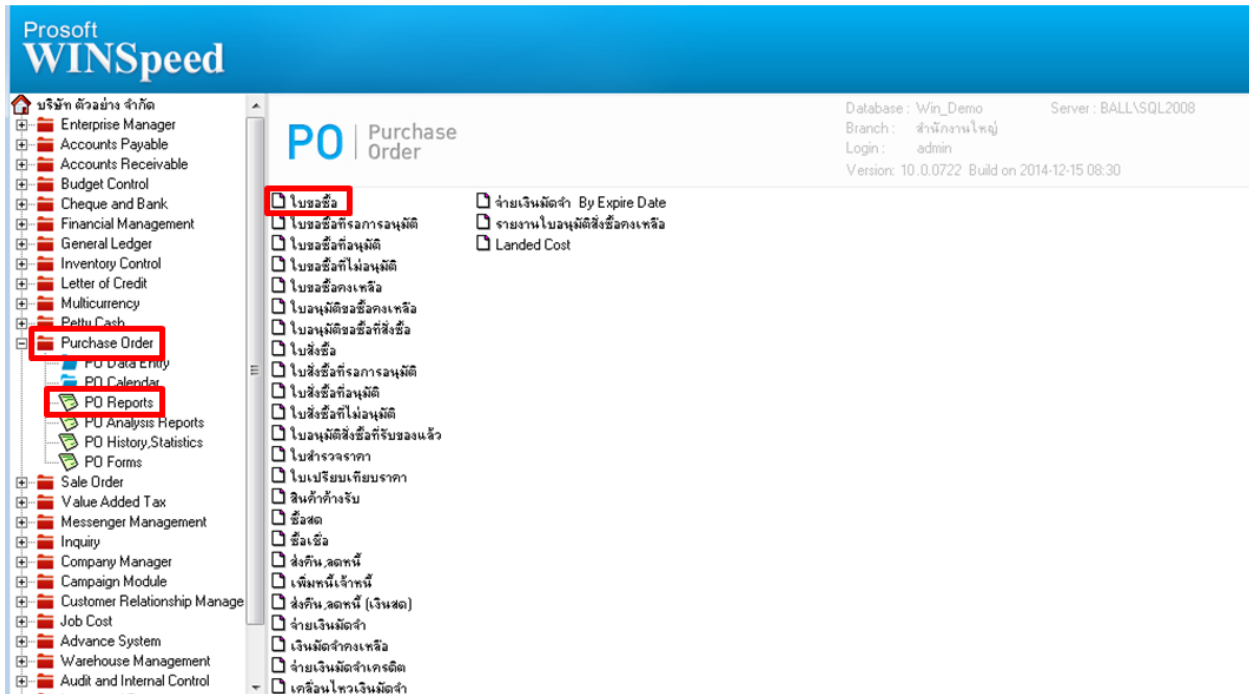 Prosoft
WINSpeed
บริษัท ตัวอย่าง จำกัด
Enterprise Manager
Accounts Payable
Accounts Receivable
Budget Control
Cheque and Bank
Financial Management
General Ledger
Inventory Control
Letter of Credit
Multicurrency
Petty Cash
Purchase Order
PO Data Entry
PO Calendar
PO Reports
PO Analysis Reports
PO History,Statistics
PO Forms
Sale Order
Value Added Tax
Messenger Management
Inquiry
Company Manager
Campaign Module
Customer Relationship Manage
Job Cost
Advance System
Warehouse Management
Audit and Internal Control
PO Purchase
Order
Database : Win_Demo Server : BALL\SQL2008
Branch : สำนักงานใหญ่
Login : admin
Version: 10.0.0722 Build on 2014-12-15 08:30
ใบขอซื้อ
ใบขอซื้อที่รอการอนุมัติ
ใบขอซื้อที่อนุมัติ
ใบขอซื้อที่ไม่อนุมัติ
ใบขอซื้อคงเหลือ
ใบอนุมัติขอซื้อคงเหลือ
ใบอนุมัติขอซื้อที่สั่งซื้อ
ใบสั่งซื้อ
ใบสั่งซื้อที่รอการอนุมัติ
ใบสั่งซื้อที่อนุมัติ
ใบสั่งซื้อที่ไม่อนุมัติ
ใบอนุมัติสั่งซื้อที่รับของแล้ว
ใบสำรวจราคา
ใบเปรียบเทียบราคา
สินค้าค้างรับ
ซื้อสด
ซื้อเชื่อ
ส่งคืน,ลดหนี้
เพิ่มหนี้เจ้าหนี้
ส่งคืน,ลดหนี้ (เงินสด)
จ่ายเงินมัดจำ
เงินมัดจำคงเหลือ
จ่ายเงินมัดจำเครดิต
เคลื่อนไหวเงินมัดจำ
จ่ายเงินมัดจำ By Expire Date
รายงานใบอนุมัติสั่งซื้อคงเหลือ
Landed Cost